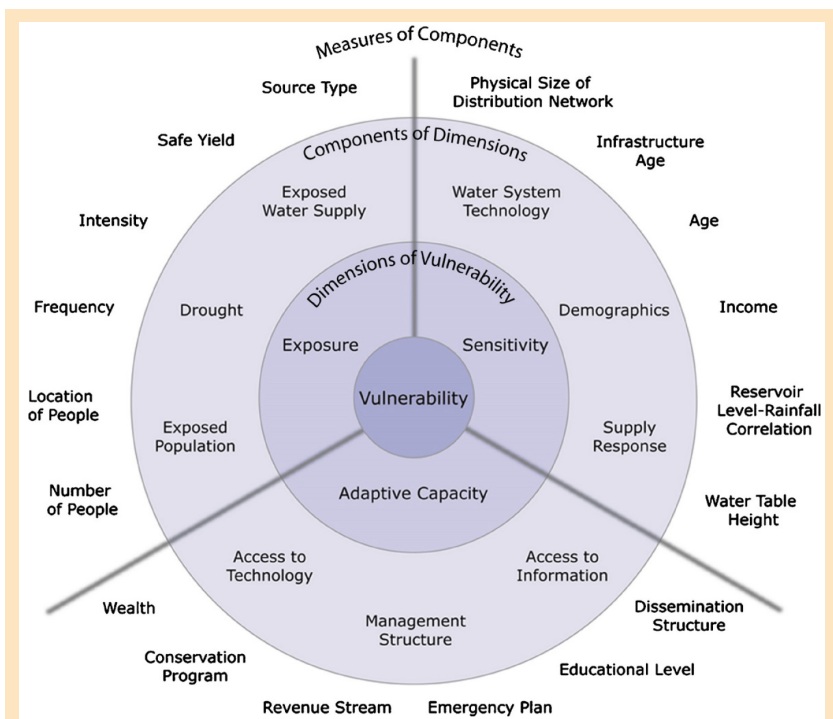 Measures of Components
Source Type
Physical Size of
Distribution Network
Safe Yield
Components of Dimensions
Infrastructure
Age
Exposed
Water Supply
Water System
Technology
Intensity
Age
Dimensions of Vulnerability
Frequency
Drought
Demographics
Income
Exposure
Sensitivity
Location
of People
Vulnerability
Reservoir
Level-Rainfall
Correlation
Exposed
Population
Supply
Response
Number
of People
Adaptive Capacity
Water Table
Height
Access to
Technology
Access to
Information
Wealth
Management
Structure
Dissemination
Structure
Conservation
Program
Educational Level
Revenue Stream
Emergency Plan